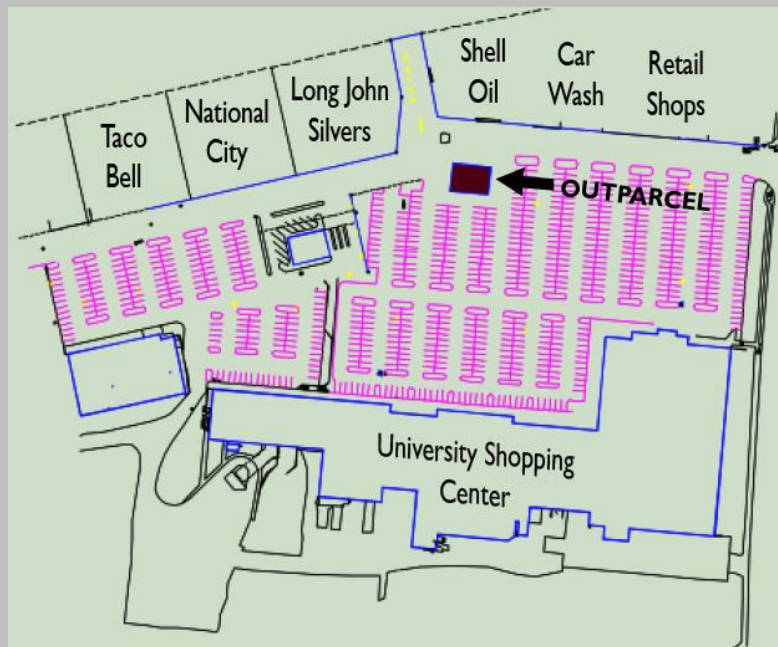 Taco
Bell
National
City
Long John
Silvers
Shell
Oil
Car
Wash
Retail
Shops
OUTPARCEL
University Shopping
Center